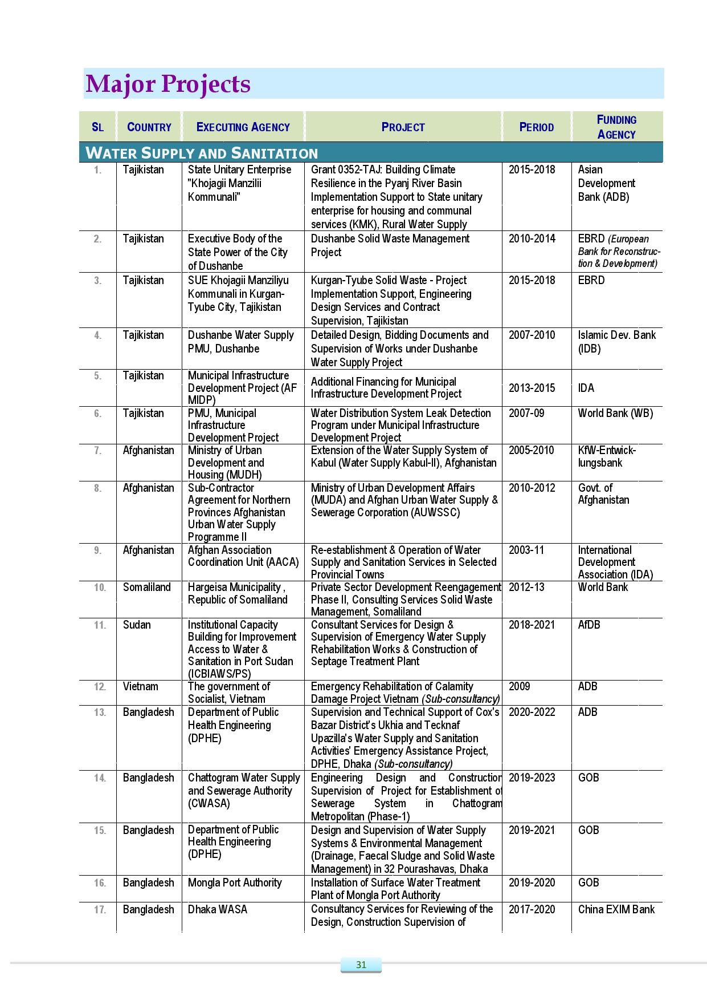 Major Projects
SL COUNTRY EXECUTING AGENCY PROJECT PERIOD FUNDING
AGENCY
WATER SUPPLY AND SANITATION
1. Tajikistan State Unitary Enterprise Grant 0352-TAJ: Building Climate 2015-2018 Asian
"Khojagii Manzilii Resilience in the Pyanj River Basin Development
Kommunali" Implementation Support to State unitary Bank (ADB)
enterprise for housing and communal
services (KMK), Rural Water Supply
2. Tajikistan Executive Body of the Dushanbe Solid Waste Management 2010-2014 EBRD (European
State Power of the City Project Bank for Reconstruc-
of Dushanbe tion & Development)
3. Tajikistan SUE Khojagii Manziliyu Kurgan-Tyube Solid Waste - Project 2015-2018 EBRD
Kommunali in Kurgan- Implementation Support, Engineering
Tyube City, Tajikistan Design Services and Contract
Supervision, Tajikistan
4. Tajikistan Dushanbe Water Supply Detailed Design, Bidding Documents and 2007-2010 Islamic Dev. Bank
PMU, Dushanbe Supervision of Works under Dushanbe (IDB)
Water Supply Project
5. Tajikistan Municipal Infrastructure Additional Financing for Municipal
Development Project (AF Infrastructure Development Project 2013-2015 IDA
MIDP)
6. Tajikistan PMU, Municipal Water Distribution System Leak Detection 2007-09 World Bank (WB)
Infrastructure Program under Municipal Infrastructure
Development Project Development Project
7. Afghanistan Ministry of Urban Extension of the Water Supply System of 2005-2010 KfW-Entwick-
Development and Kabul (Water Supply Kabul-II), Afghanistan lungsbank
Housing (MUDH)
8. Afghanistan Sub-Contractor Ministry of Urban Development Affairs 2010-2012 Govt. of
Agreement for Northern (MUDA) and Afghan Urban Water Supply & Afghanistan
Provinces Afghanistan Sewerage Corporation (AUWSSC)
Urban Water Supply
Programme II
9. Afghanistan Afghan Association Re-establishment & Operation of Water 2003-11 International
Coordination Unit (AACA) Supply and Sanitation Services in Selected Development
Provincial Towns Association (IDA)
10. Somaliland Hargeisa Municipality , Private Sector Development Reengagement 2012-13 World Bank
Republic of Somaliland Phase II, Consulting Services Solid Waste
Management, Somaliland
11. Sudan Institutional Capacity Consultant Services for Design & 2018-2021 AfDB
Building for Improvement Supervision of Emergency Water Supply
Access to Water & Rehabilitation Works & Construction of
Sanitation in Port Sudan Septage Treatment Plant
(ICBIAWS/PS)
12. Vietnam The government of Emergency Rehabilitation of Calamity 2009 ADB
Socialist, Vietnam Damage Project Vietnam (Sub-consultancy)
13. Bangladesh Department of Public Supervision and Technical Support of Cox's 2020-2022 ADB
Health Engineering Bazar District's Ukhia and Tecknaf
(DPHE) Upazilla's Water Supply and Sanitation
Activities' Emergency Assistance Project,
DPHE, Dhaka (Sub-consultancy)
14. Bangladesh Chattogram Water Supply Engineering Design and Construction 2019-2023 GOB
and Sewerage Authority Supervision of Project for Establishment of
(CWASA) Sewerage System in Chattogram
Metropolitan (Phase-1)
15. Bangladesh Department of Public Design and Supervision of Water Supply 2019-2021 GOB
Health Engineering Systems & Environmental Management
(DPHE) (Drainage, Faecal Sludge and Solid Waste
Management) in 32 Pourashavas, Dhaka
16. Bangladesh Mongla Port Authority Installation of Surface Water Treatment 2019-2020 GOB
Plant of Mongla Port Authority
17. Bangladesh Dhaka WASA Consultancy Services for Reviewing of the 2017-2020 China EXIM Bank
Design, Construction Supervision of
31